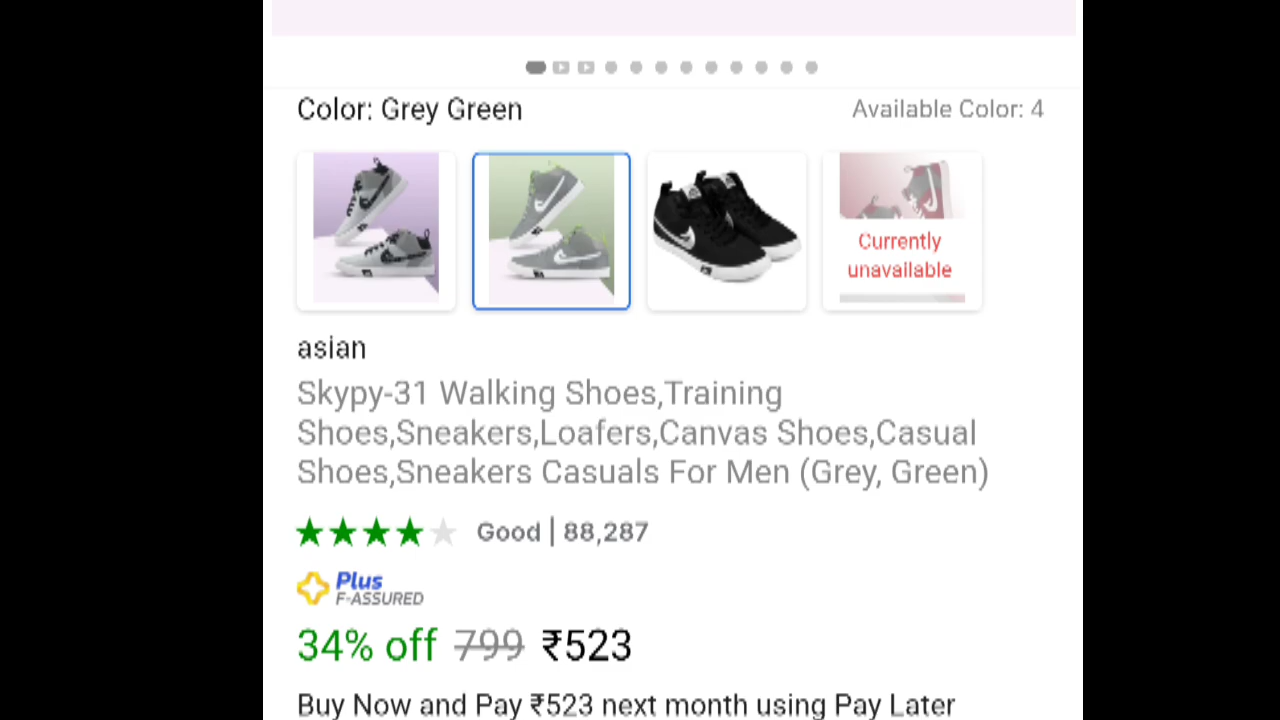 Color: Grey Green
Available Color: 4
Currently
unavailable
asian
Skypy-31 Walking Shoes,Training
Shoes,Sneakers,Loafers,Canvas Shoes,Casual
Shoes,Sneakers Casuals For Men (Grey, Green)
Good | 88,287
Plus
F-ASSURED
34% off 799 ₹523
Buy Now and Pay ₹523 next month using Pay Later